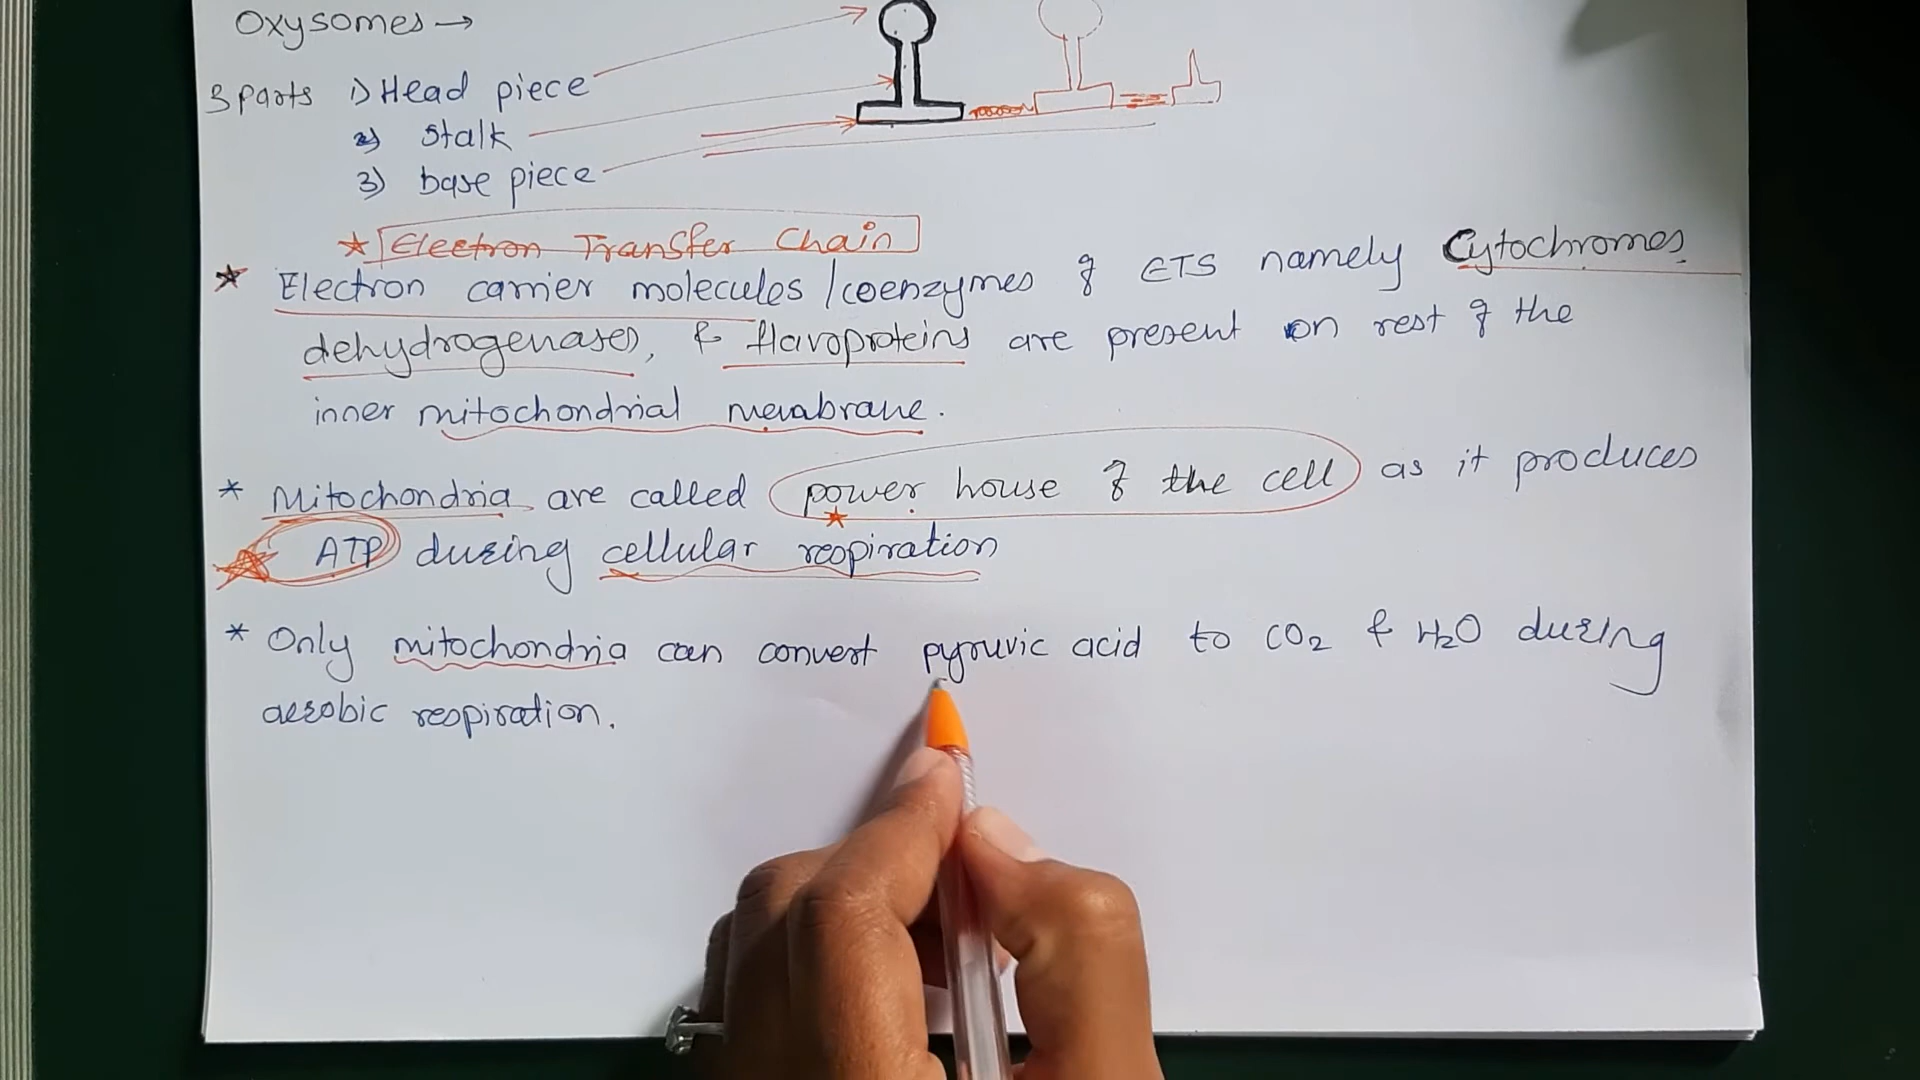 Oxysomes →
3 parts 1) Head piece
2) stalk
3) base piece
★ Electron Transfer Chain
* Electron carrier molecules / coenzymes of ETS namely Cytochromes
dehydrogenases, & flavoproteins are present on rest of the
inner mitochondrial membrane.
* Mitochondria are called power house of the cell as it produces
ATP during cellular respiration
* Only mitochondria can convert pyruvic acid to CO₂ & H₂O during
aerobic respiration.